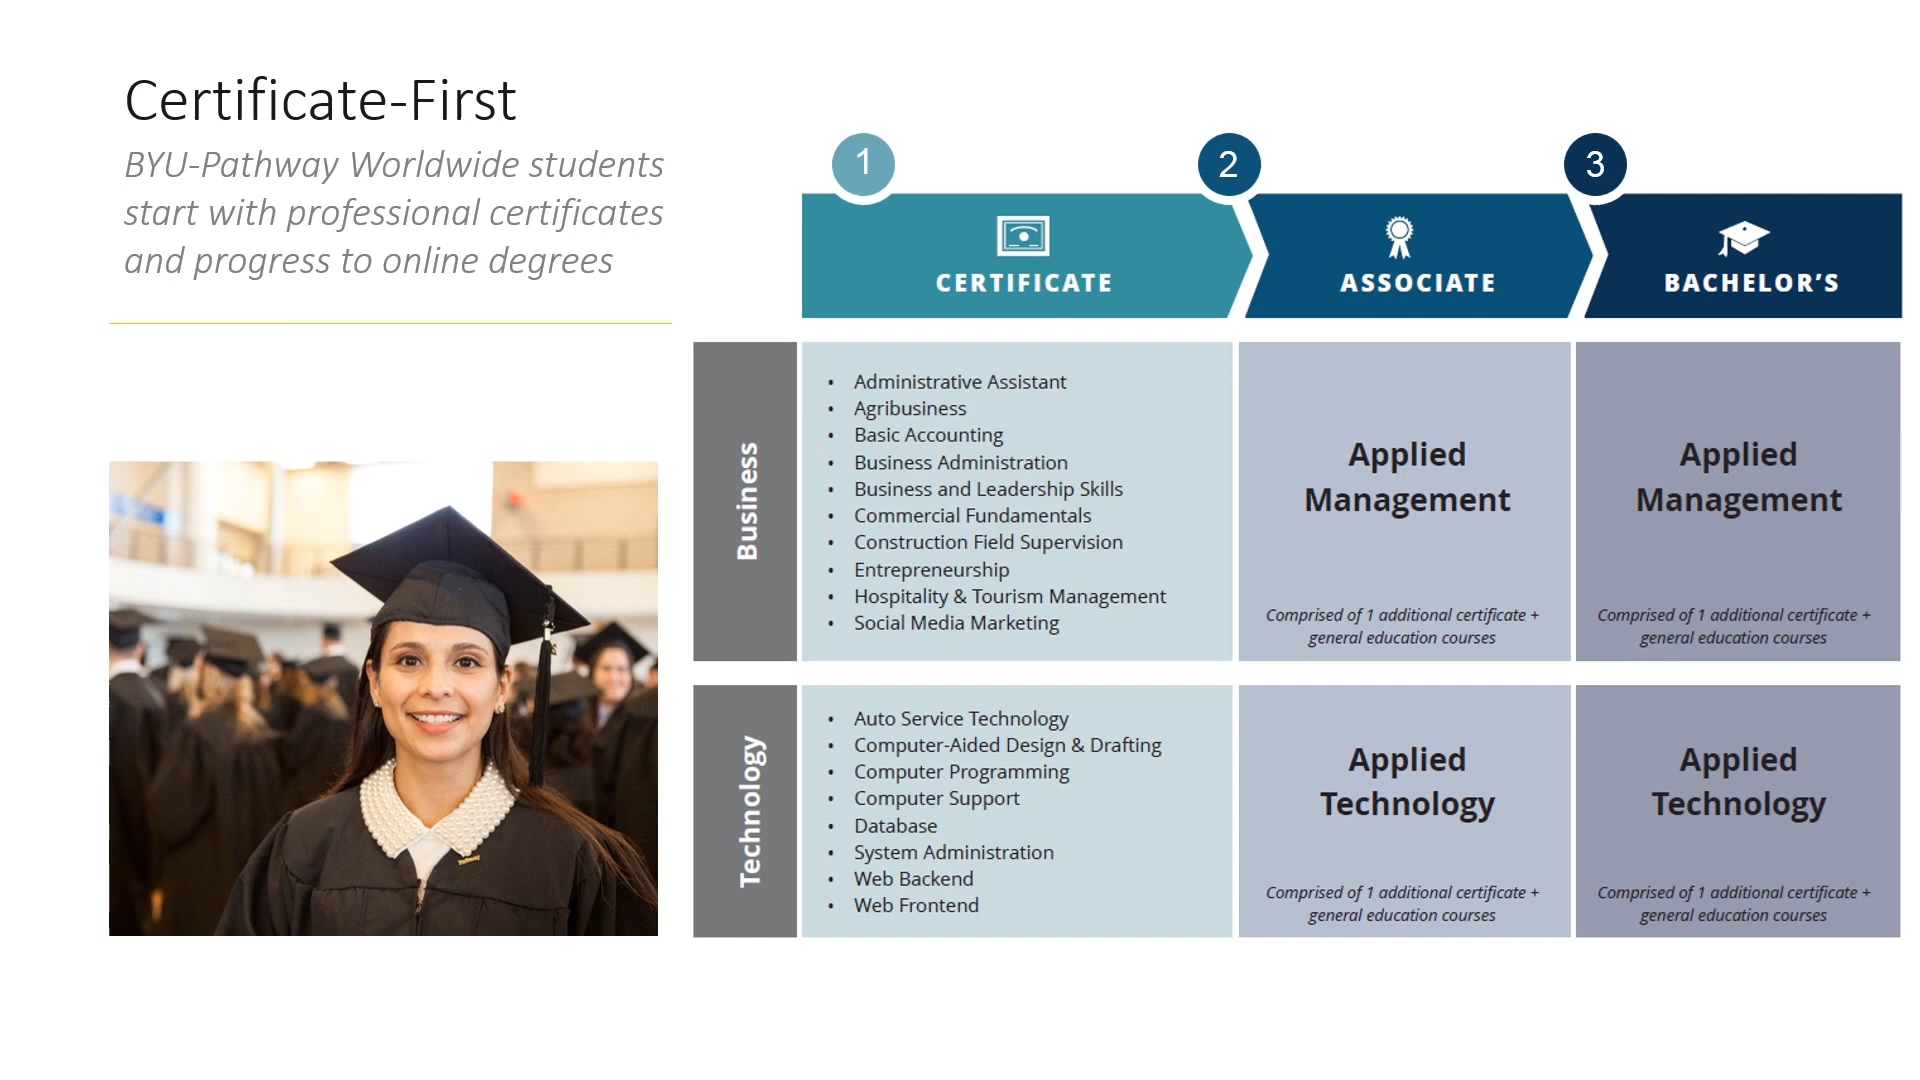 Certificate-First
BYU-Pathway Worldwide students
start with professional certificates
and progress to online degrees
1
2
3
CERTIFICATE
ASSOCIATE
BACHELOR'S
Business
• Administrative Assistant
• Agribusiness
• Basic Accounting
• Business Administration
• Business and Leadership Skills
• Commercial Fundamentals
• Construction Field Supervision
• Entrepreneurship
• Hospitality & Tourism Management
• Social Media Marketing
Applied
Management
Comprised of 1 additional certificate +
general education courses
Applied
Management
Comprised of 1 additional certificate +
general education courses
Technology
• Auto Service Technology
• Computer-Aided Design & Drafting
• Computer Programming
• Computer Support
• Database
• System Administration
• Web Backend
• Web Frontend
Applied
Technology
Comprised of 1 additional certificate +
general education courses
Applied
Technology
Comprised of 1 additional certificate +
general education courses